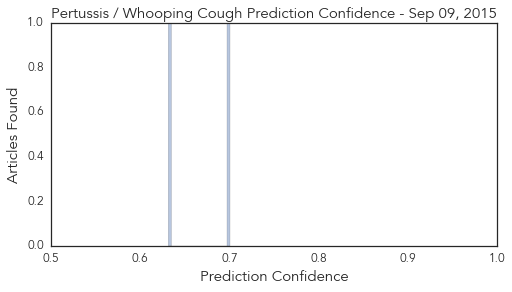 Pertussis / Whooping Cough Prediction Confidence - Sep 09, 2015
1.0
0.8
0.6
0.4
0.2
0.0
Articles Found
0.5 0.6 0.7 0.8 0.9 1.0
Prediction Confidence